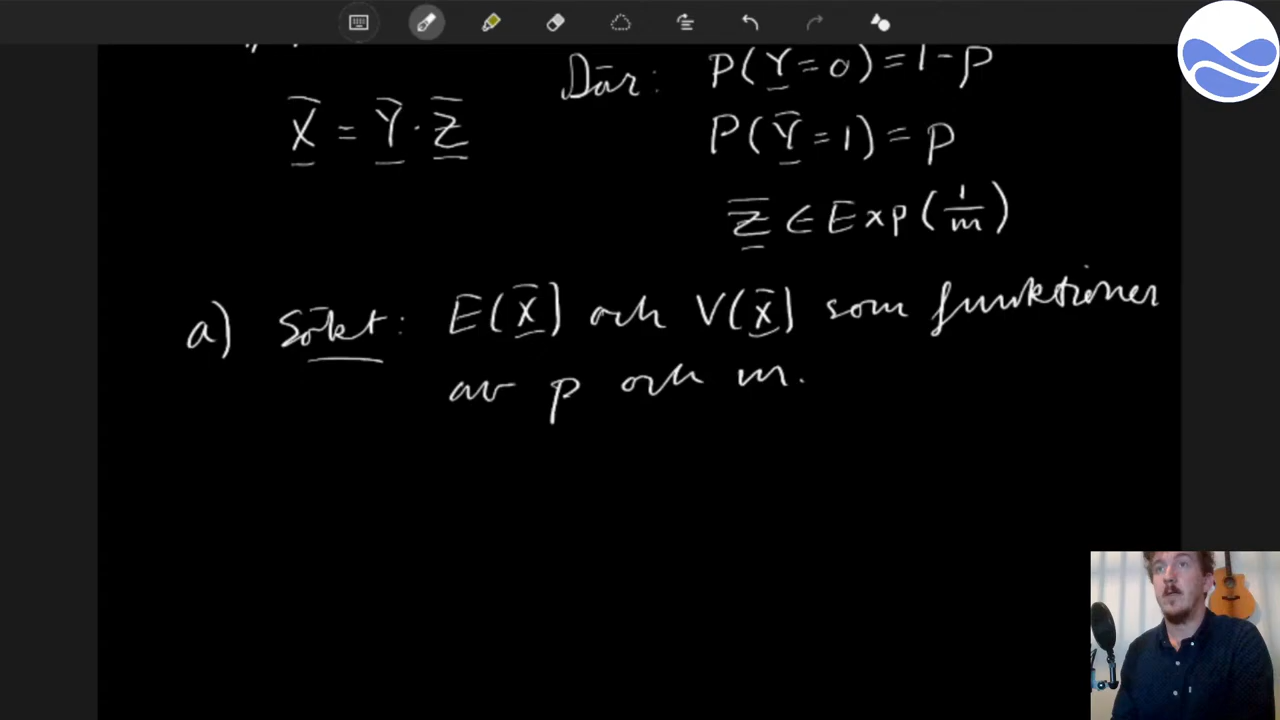 Där: P(Y=0)=1-p
X = Y · Z
P(Y=1)=p
Z ∈ Exp(1/m)
a) Sökt: E(X) och V(X) som funktioner
av p och m.